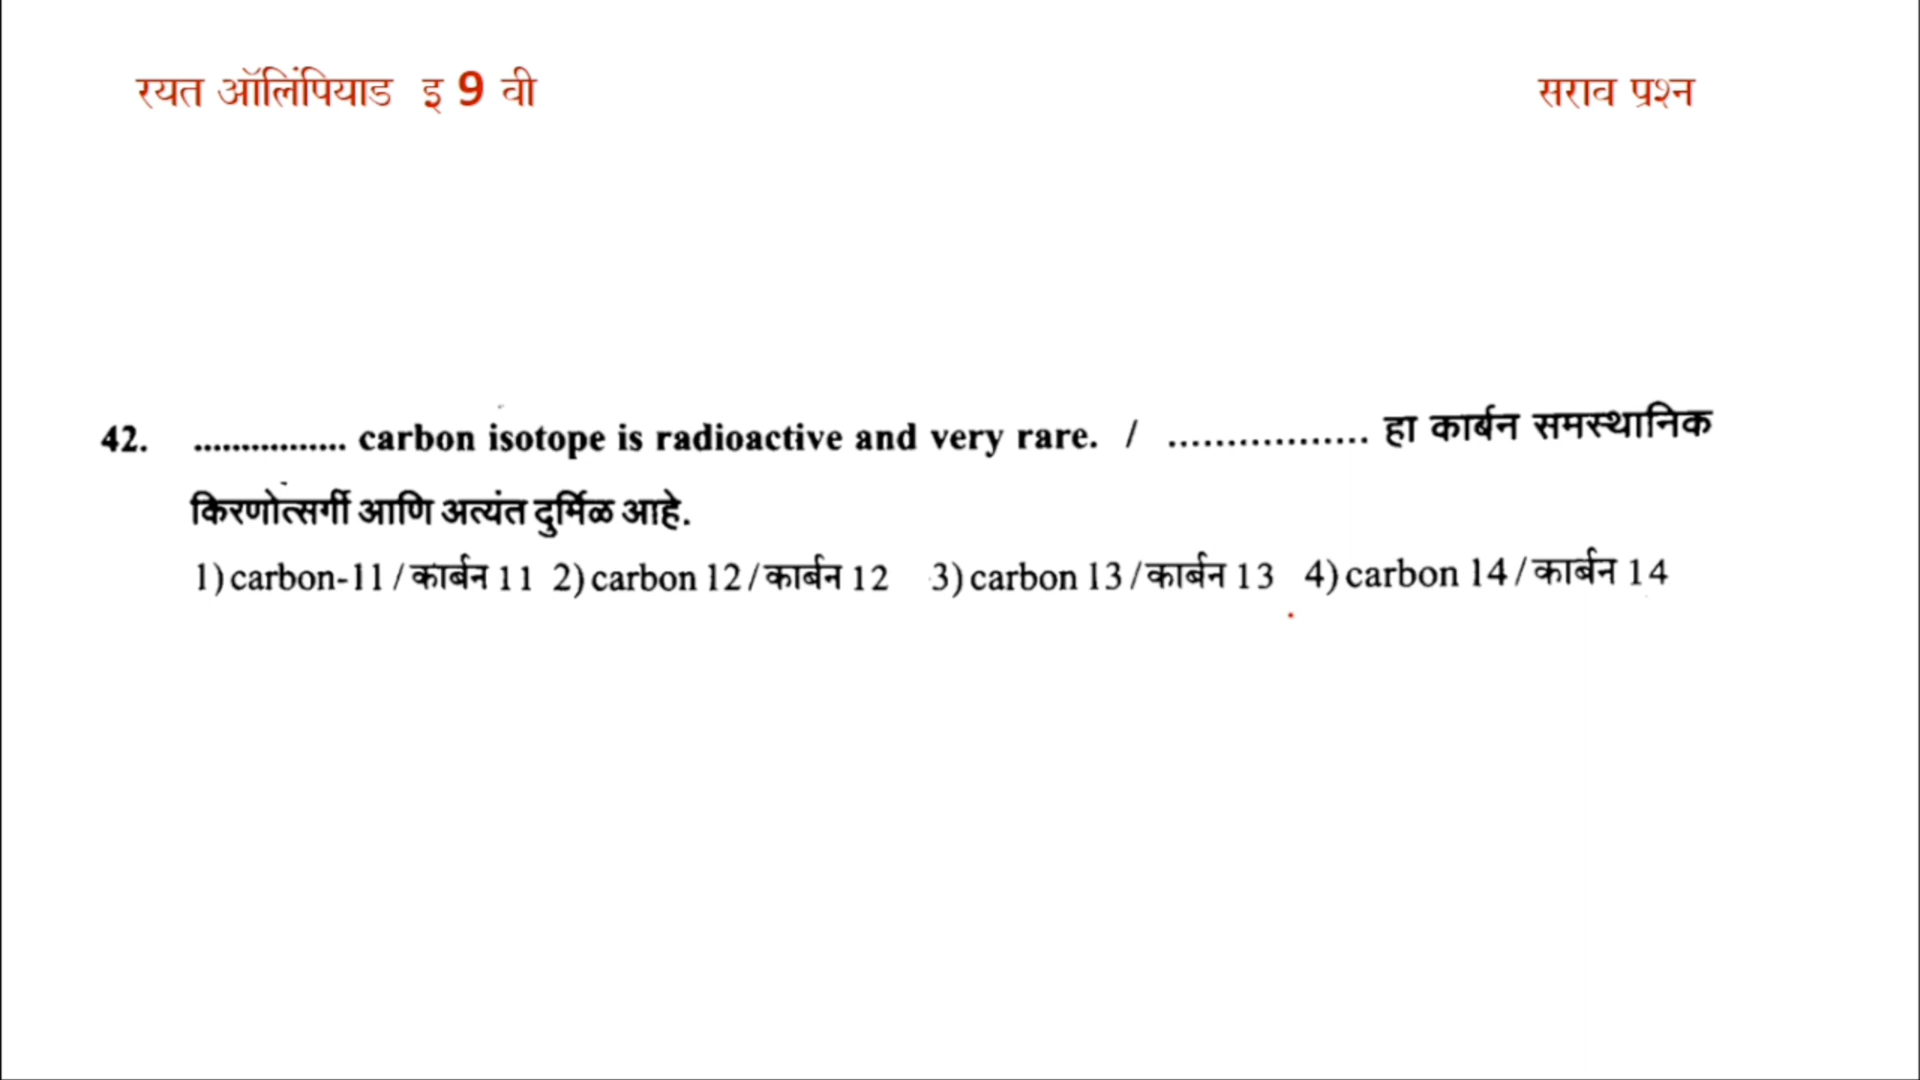 रयत ऑलिंपियाड इ 9 वी सराव प्रश्न
42. ................ carbon isotope is radioactive and very rare. / ................. हा कार्बन समस्थानिक
किरणोत्सर्गी आणि अत्यंत दुर्मिळ आहे.
1) carbon-11 / कार्बन 11 2) carbon 12 / कार्बन 12 3) carbon 13 / कार्बन 13 4) carbon 14 / कार्बन 14